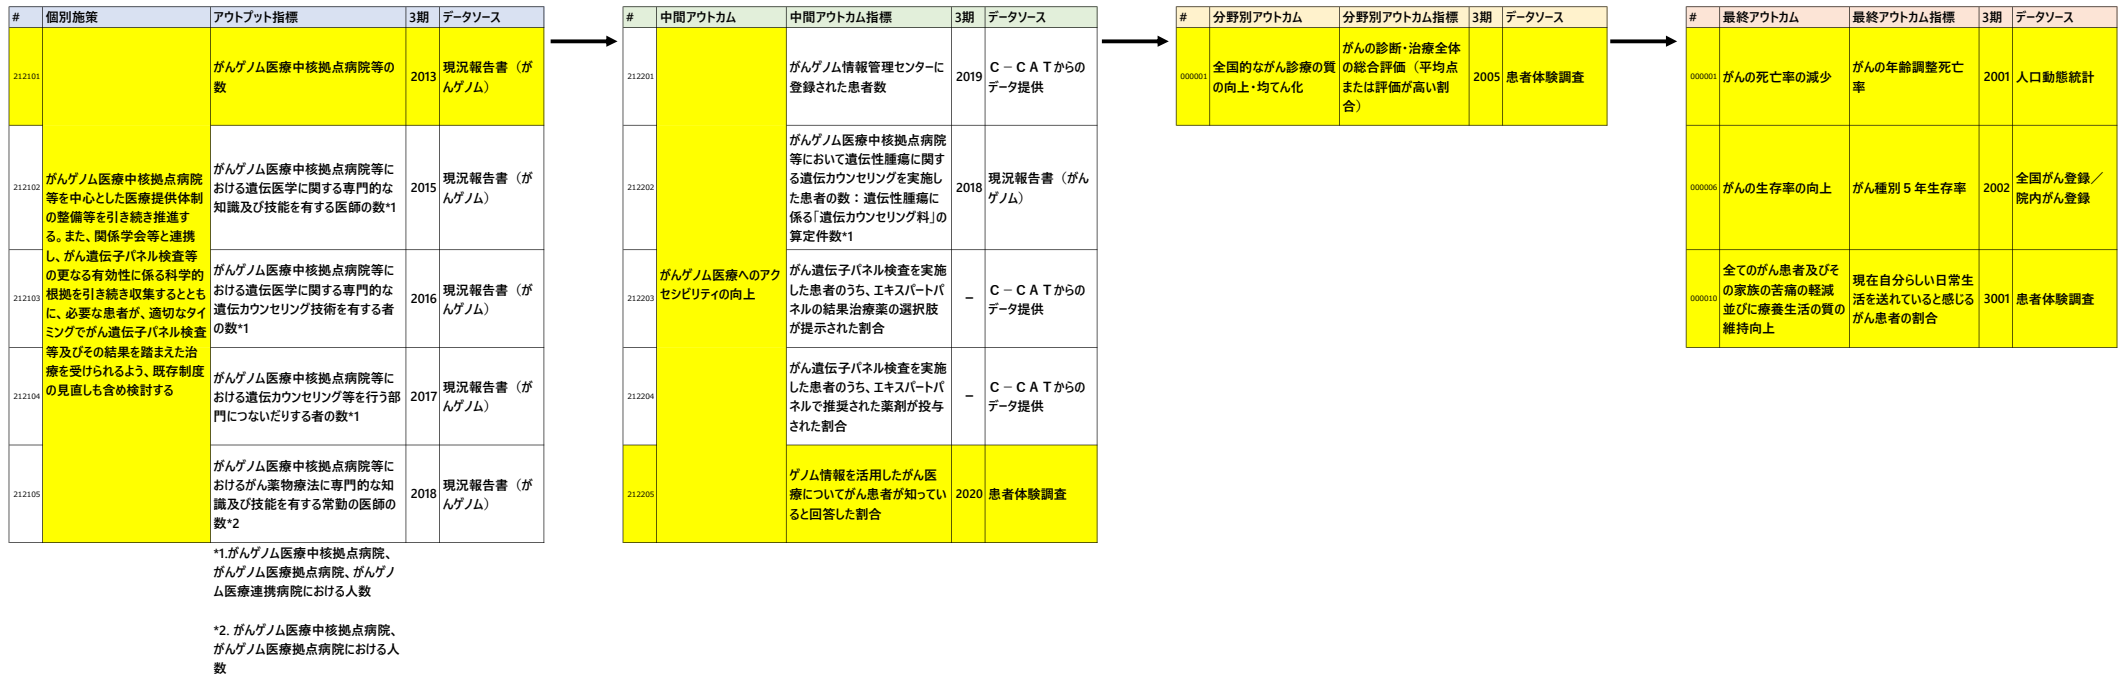 # 個別施策 アウトプット指標 3期 データソース
212101
がんゲノム医療中核拠点病院
等を中心とした医療提供体制
の整備等を引き続き推進す
る。また、関係学会等と連携
し、がん遺伝子パネル検査等
の更なる有効性に係る科学的
根拠を引き続き収集するととも
に、必要な患者が、適切なタイ
ミングでがん遺伝子パネル検査
等及びその結果を踏まえた治
療を受けられるよう、既存制度
の見直しも含め検討する
がんゲノム医療中核拠点病院等の
数
2013
現況報告書（が
んゲノム）
212102
がんゲノム医療中核拠点病院等に
おける遺伝医学に関する専門的な
知識及び技能を有する医師の数*1
2015
現況報告書（が
んゲノム）
212103
がんゲノム医療中核拠点病院等に
おける遺伝医学に関する専門的な
遺伝カウンセリング技術を有する者
の数*1
2016
現況報告書（が
んゲノム）
212104
がんゲノム医療中核拠点病院等に
おける遺伝カウンセリング等を行う部
門につないだりする者の数*1
2017
現況報告書（が
んゲノム）
212105
がんゲノム医療中核拠点病院等に
おけるがん薬物療法に専門的な知
識及び技能を有する常勤の医師の
数*2
2018
現況報告書（が
んゲノム）
*1.がんゲノム医療中核拠点病院、
がんゲノム医療拠点病院、がんゲノ
ム医療連携病院における人数
*2. がんゲノム医療中核拠点病院、
がんゲノム医療拠点病院における人
数
# 中間アウトカム 中間アウトカム指標 3期 データソース
212201
がんゲノム医療へのアク
セシビリティの向上
がんゲノム情報管理センターに
登録された患者数
2019
C－CATからの
データ提供
212202
がんゲノム医療中核拠点病院
等において遺伝性腫瘍に関す
る遺伝カウンセリングを実施し
た患者の数：遺伝性腫瘍に
係る「遺伝カウンセリング料」の
算定件数*1
2018
現況報告書（がん
ゲノム）
212203
がん遺伝子パネル検査を実施
した患者のうち、エキスパートパ
ネルの結果治療薬の選択肢
が提示された割合
－
C－CATからの
データ提供
212204
がん遺伝子パネル検査を実施
した患者のうち、エキスパートパ
ネルで推奨された薬剤が投与
された割合
－
C－CATからの
データ提供
212205
ゲノム情報を活用したがん医
療についてがん患者が知ってい
ると回答した割合
2020
患者体験調査
# 分野別アウトカム 分野別アウトカム指標 3期 データソース
000001
全国的ながん診療の質
の向上・均てん化
がんの診断・治療全体
の総合評価（平均点
または評価が高い割
合）
2005
患者体験調査
# 最終アウトカム 最終アウトカム指標 3期 データソース
000001
がんの死亡率の減少
がんの年齢調整死亡
率
2001
人口動態統計
000006
がんの生存率の向上
がん種別５年生存率
2002
全国がん登録／
院内がん登録
000010
全てのがん患者及びそ
の家族の苦痛の軽減
並びに療養生活の質の
維持向上
現在自分らしい日常生
活を送れていると感じる
がん患者の割合
3001
患者体験調査